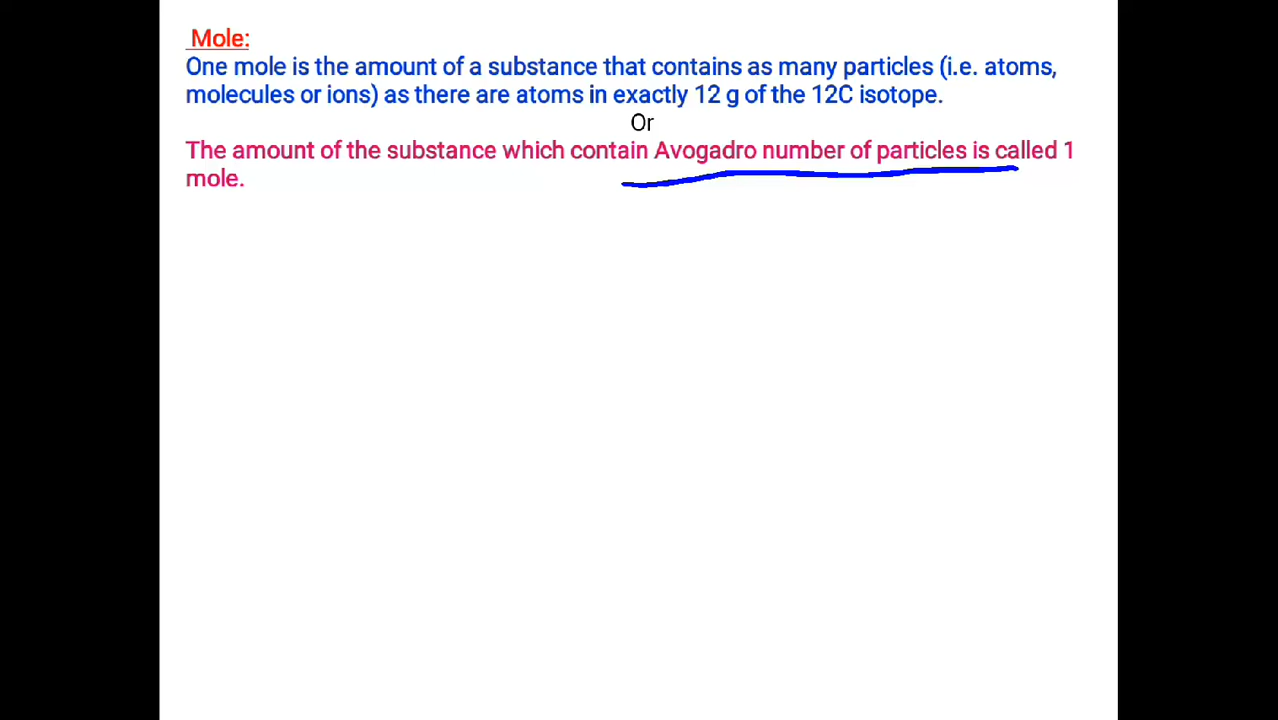 Mole:
One mole is the amount of a substance that contains as many particles (i.e. atoms,
molecules or ions) as there are atoms in exactly 12 g of the 12C isotope.
Or
The amount of the substance which contain Avogadro number of particles is called 1
mole.